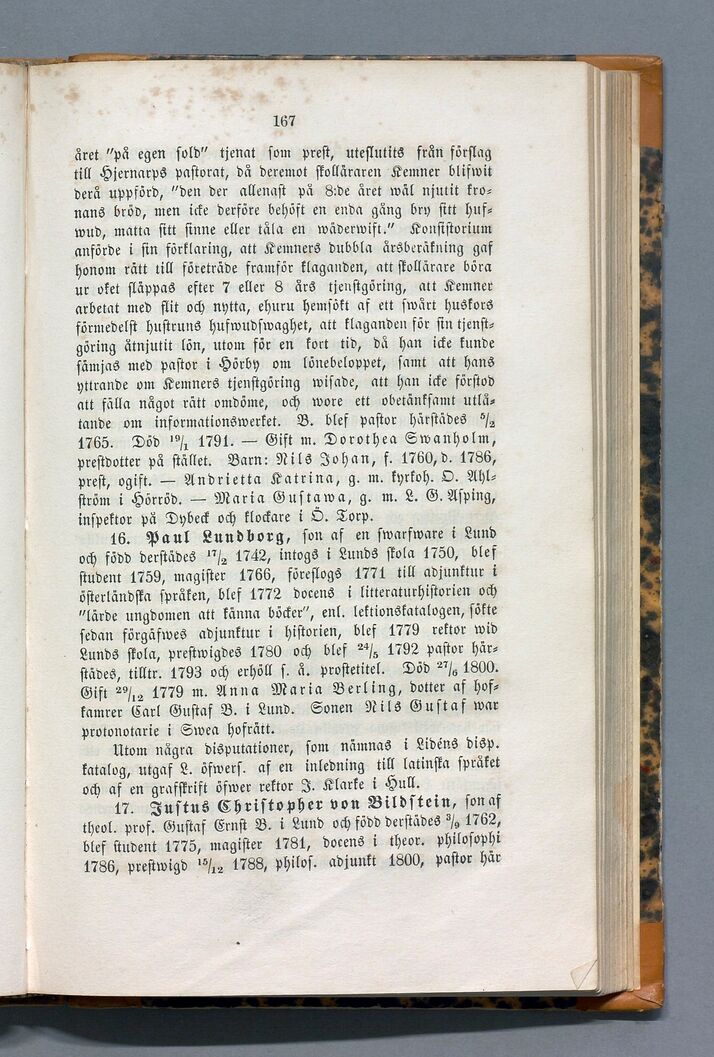 167
året "på egen sold" tjenat som prest, uteslutits från förslag
till Hjernarps pastorat, då deremot skolläraren Kemner blifwit
derå uppförd, "den der allenast på 8:de året wäl njutit kro-
nans bröd, men icke derföre behöft en enda gång bry sitt huf-
wud, matta sitt sinne eller tåla en wäderwift." Konsistorium
anförde i sin förklaring, att Kemners dubbla årsberäkning gaf
honom rätt till företräde framför klaganden, att skollärare böra
ur oket släppas efter 7 eller 8 års tjenstgöring, att Kemner
arbetat med flit och nytta, ehuru hemsökt af ett swårt huskors
förmedelst hustruns hufwudswaghet, att klaganden för sin tjenst-
göring åtnjutit lön, utom för en kort tid, då han icke kunde
sämjas med pastor i Hörby om lönebeloppet, samt att hans
yttrande om Kemners tjenstgöring wisade, att han icke förstod
att fälla något rätt omdöme, och wore ett obetänksamt utlå-
tande om informationswerket. B. blef pastor härstädes 5/2
1765. Död 19/1 1791. — Gift m. Dorothea Swanholm,
prestdotter på stället. Barn: Nils Johan, f. 1760, d. 1786,
prest, ogift. — Andrietta Katrina, g. m. kyrkoh. O. Ahl-
ström i Hörröd. — Maria Gustawa, g. m. L. G. Asping,
inspektor på Dybeck och klockare i Ö. Torp.
16. Paul Lundborg, son af en swarfware i Lund
och född derstädes 17/2 1742, intogs i Lunds skola 1750, blef
student 1759, magister 1766, föreslogs 1771 till adjunktur i
österländska språken, blef 1772 docens i litteraturhistorien och
"lärde ungdomen att känna böcker", enl. lektionskatalogen, sökte
sedan förgäfwes adjunktur i historien, blef 1779 rektor wid
Lunds skola, prestwigdes 1780 och blef 24/5 1792 pastor här-
städes, tilltr. 1793 och erhöll s. å. prostetitel. Död 27/6 1800.
Gift 29/12 1779 m. Anna Maria Berling, dotter af hof-
kamrer Carl Gustaf B. i Lund. Sonen Nils Gustaf war
protonotarie i Swea hofrätt.
Utom några disputationer, som nämnas i Lidéns disp.
katalog, utgaf L. öfwers. af en inledning till latinska språket
och af en grafskrift öfwer rektor J. Klarke i Hull.
17. Justus Christopher von Bildstein, son af
theol. prof. Gustaf Ernst B. i Lund och född derstädes 3/9 1762,
blef student 1775, magister 1781, docens i theor. philosophi
1786, prestwigd 15/12 1788, philos. adjunkt 1800, pastor här